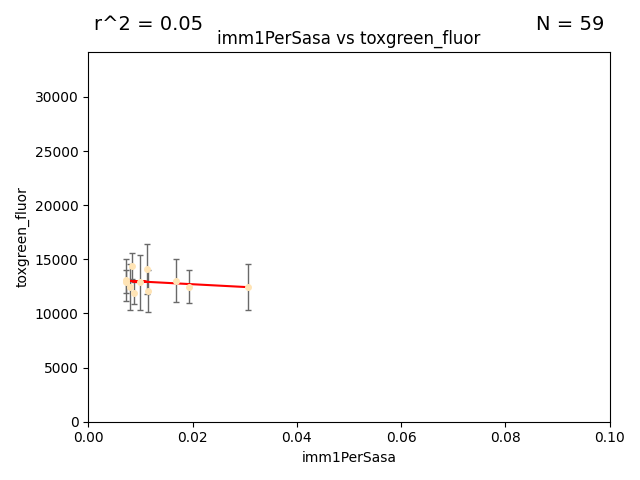 r^2 = 0.05
N = 59
imm1PerSasa vs toxgreen_fluor
30000
25000
20000
15000
10000
5000
0
toxgreen_fluor
0.00 0.02 0.04 0.06 0.08 0.10
imm1PerSasa